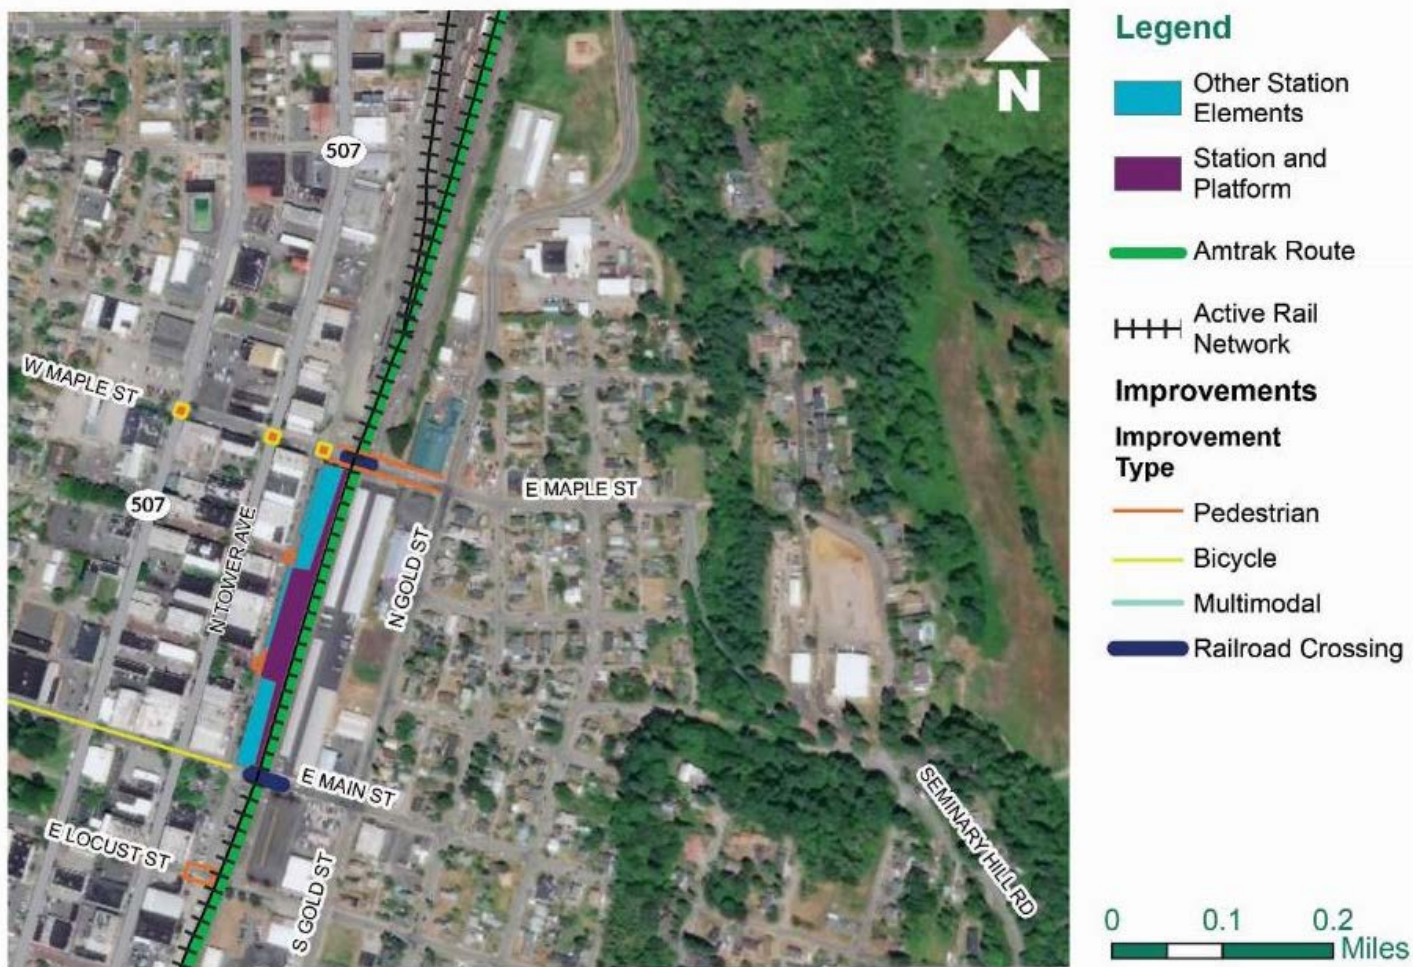 Legend
N
Other Station
Elements
507
Station and
Platform
Amtrak Route
Active Rail
Network
W MAPLE ST
Improvements
Improvement
Type
E MAPLE ST
507
N TOWER AVE
N GOLD ST
Pedestrian
Bicycle
Multimodal
Railroad Crossing
E MAIN ST
SEMINARY HILL RD
E LOCUST ST
S GOLD ST
0 0.1 0.2
Miles